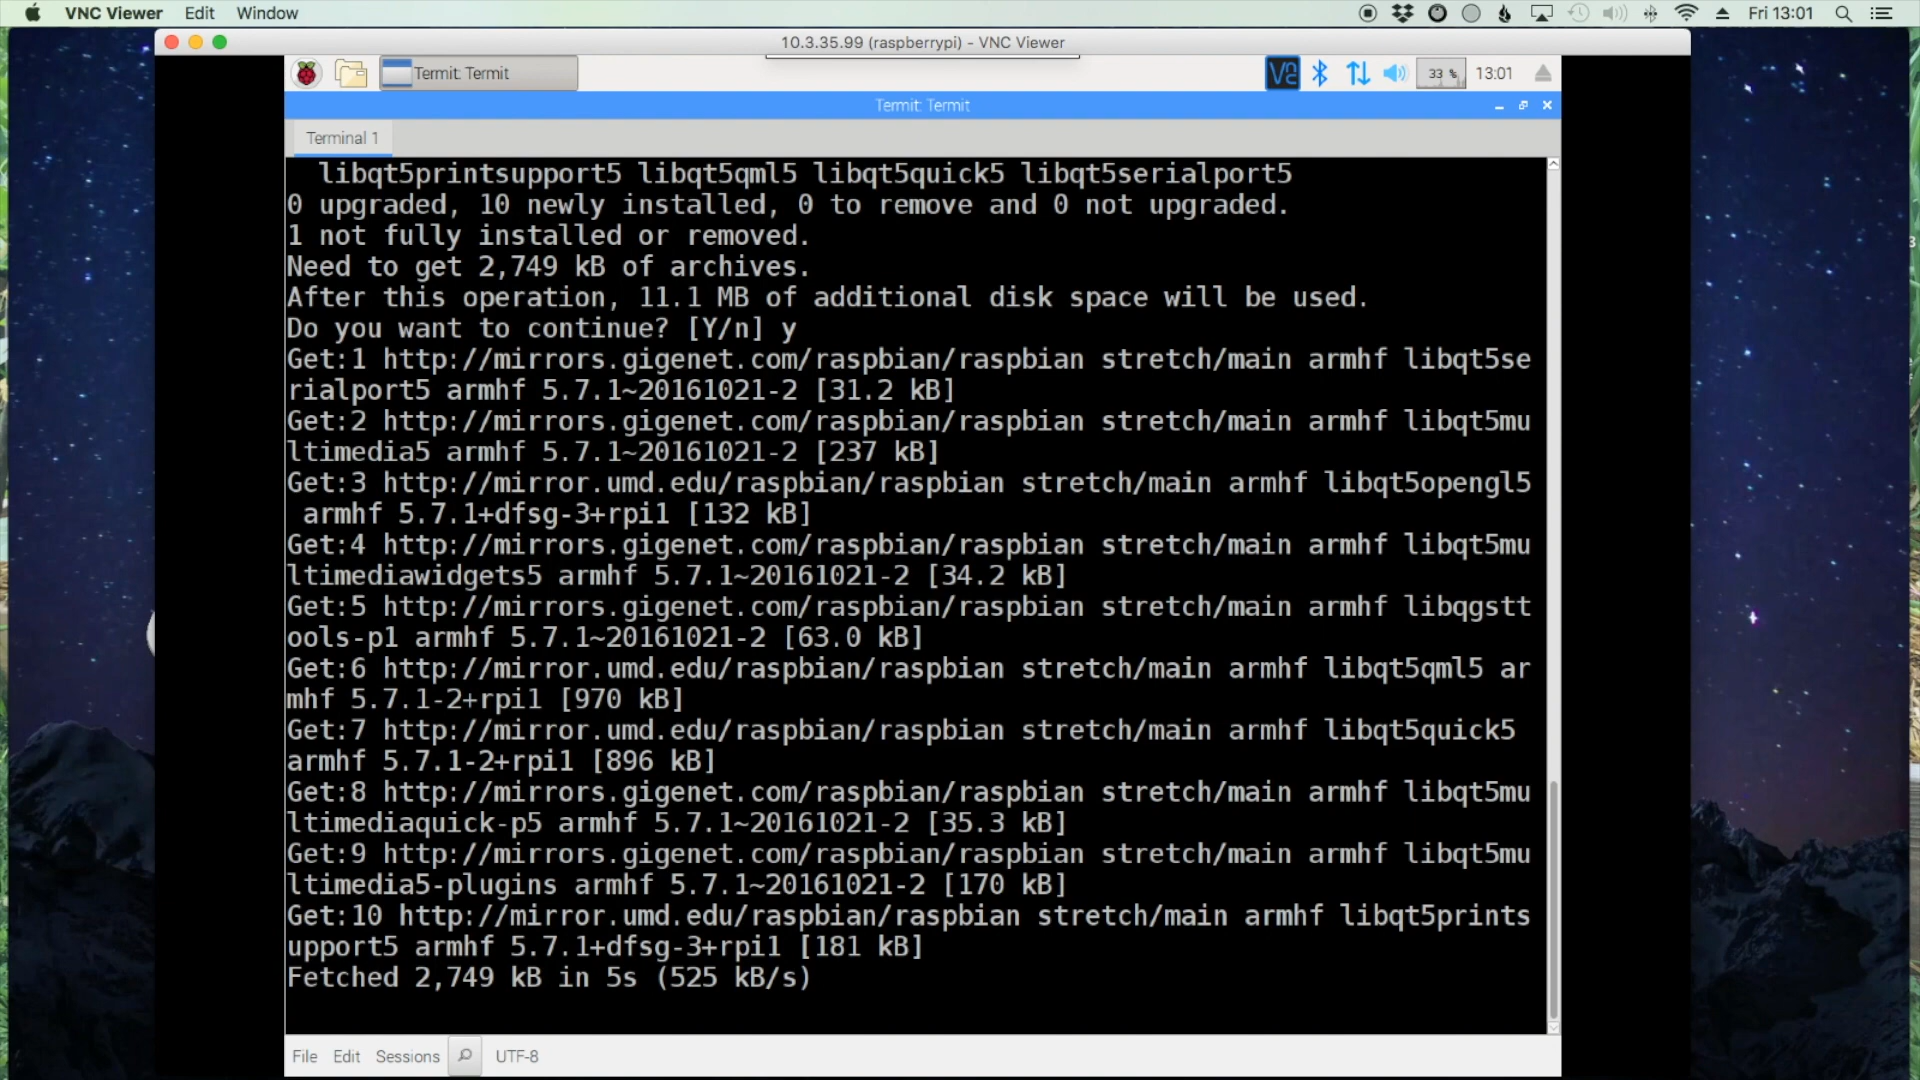 VNC Viewer Edit Window Fri 13:01
10.3.35.99 (raspberrypi) - VNC Viewer
Termit: Termit 33 % 13:01
Termit: Termit
Terminal 1
libqt5printsupport5 libqt5qml5 libqt5quick5 libqt5serialport5
0 upgraded, 10 newly installed, 0 to remove and 0 not upgraded.
1 not fully installed or removed.
Need to get 2,749 kB of archives.
After this operation, 11.1 MB of additional disk space will be used.
Do you want to continue? [Y/n] y
Get:1 http://mirrors.gigenet.com/raspbian/raspbian stretch/main armhf libqt5se
rialport5 armhf 5.7.1~20161021-2 [31.2 kB]
Get:2 http://mirrors.gigenet.com/raspbian/raspbian stretch/main armhf libqt5mu
ltimedia5 armhf 5.7.1~20161021-2 [237 kB]
Get:3 http://mirror.umd.edu/raspbian/raspbian stretch/main armhf libqt5opengl5
armhf 5.7.1+dfsg-3+rpi1 [132 kB]
Get:4 http://mirrors.gigenet.com/raspbian/raspbian stretch/main armhf libqt5mu
ltimediawidgets5 armhf 5.7.1~20161021-2 [34.2 kB]
Get:5 http://mirrors.gigenet.com/raspbian/raspbian stretch/main armhf libqgstt
ools-p1 armhf 5.7.1~20161021-2 [63.0 kB]
Get:6 http://mirror.umd.edu/raspbian/raspbian stretch/main armhf libqt5qml5 ar
mhf 5.7.1-2+rpi1 [970 kB]
Get:7 http://mirror.umd.edu/raspbian/raspbian stretch/main armhf libqt5quick5
armhf 5.7.1-2+rpi1 [896 kB]
Get:8 http://mirrors.gigenet.com/raspbian/raspbian stretch/main armhf libqt5mu
ltimediaquick-p5 armhf 5.7.1~20161021-2 [35.3 kB]
Get:9 http://mirrors.gigenet.com/raspbian/raspbian stretch/main armhf libqt5mu
ltimedia5-plugins armhf 5.7.1~20161021-2 [170 kB]
Get:10 http://mirror.umd.edu/raspbian/raspbian stretch/main armhf libqt5prints
upport5 armhf 5.7.1+dfsg-3+rpi1 [181 kB]
Fetched 2,749 kB in 5s (525 kB/s)
File Edit Sessions UTF-8